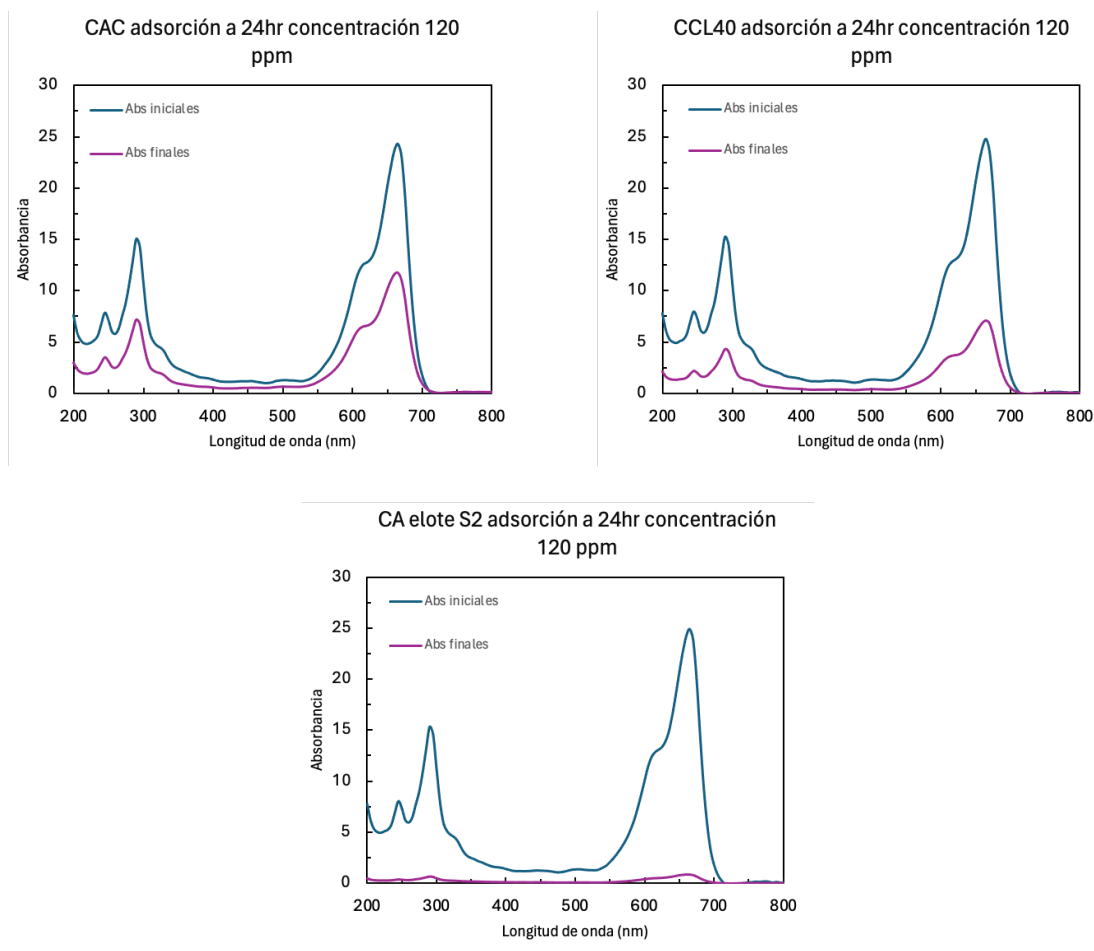 CAC adsorción a 24hr concentración 120
ppm
30
25
20
15
10
5
0
Absorbancia
Abs iniciales
Abs finales
200 300 400 500 600 700 800
Longitud de onda (nm)
CCL40 adsorción a 24hr concentración 120
ppm
30
25
20
15
10
5
0
Absorbancia
Abs iniciales
Abs finales
200 300 400 500 600 700 800
Longitud de onda (nm)
CA elote S2 adsorción a 24hr concentración
120 ppm
30
25
20
15
10
5
0
Absorbancia
Abs iniciales
Abs finales
200 300 400 500 600 700 800
Longitud de onda (nm)